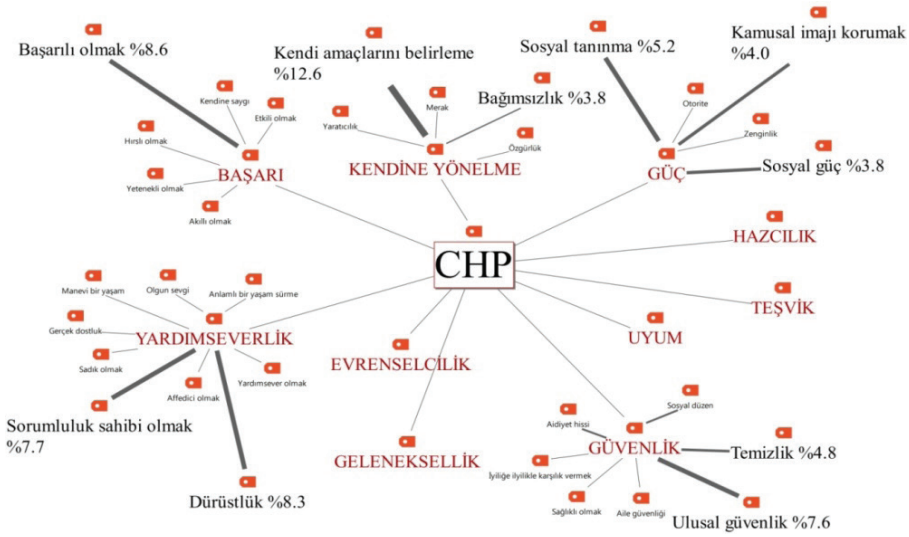 Başarılı olmak %8.6
Kendine saygı
Etkili olmak
Hırslı olmak
Yetenekli olmak
Akıllı olmak
BAŞARI
Kendi amaçlarını belirleme
%12.6
Merak
Yaratıcılık
Bağımsızlık %3.8
Özgürlük
KENDİNE YÖNELME
Sosyal tanınma %5.2
Kamusal imajı korumak
%4.0
Otorite
Zenginlik
Sosyal güç %3.8
GÜÇ
CHP
HAZCILIK
TEŞVİK
UYUM
EVRENSELCİLİK
GELENEKSELLİK
Manevi bir yaşam
Olgun sevgi
Anlamlı bir yaşam sürme
Gerçek dostluk
YARDIMSEVERLİK
Sadık olmak
Affedici olmak
Yardımsever olmak
Sorumluluk sahibi olmak
%7.7
Dürüstlük %8.3
Sosyal düzen
Aidiyet hissi
GÜVENLİK
Temizlik %4.8
İyiliğe ilyilikle karşılık vermek
Sağlıklı olmak
Aile güvenliği
Ulusal güvenlik %7.6